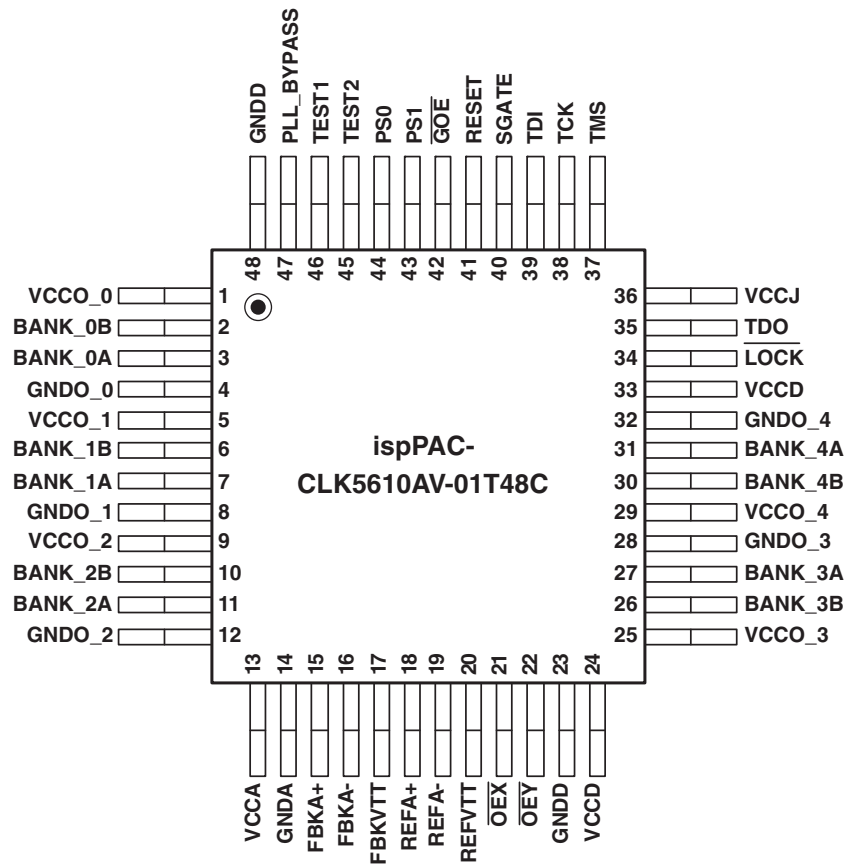 GNDD
PLL_BYPASS
TEST1
TEST2
PS0
PS1
G̅O̅E̅
RESET
SGATE
TDI
TCK
TMS
48 47 46 45 44 43 42 41 40 39 38 37
VCCO_0 1
BANK_0B 2
BANK_0A 3
GNDO_0 4
VCCO_1 5
BANK_1B 6
BANK_1A 7
GNDO_1 8
VCCO_2 9
BANK_2B 10
BANK_2A 11
GNDO_2 12
ispPAC-
CLK5610AV-01T48C
36 VCCJ
35 TDO
34 L̅O̅C̅K̅
33 VCCD
32 GNDO_4
31 BANK_4A
30 BANK_4B
29 VCCO_4
28 GNDO_3
27 BANK_3A
26 BANK_3B
25 VCCO_3
13 14 15 16 17 18 19 20 21 22 23 24
VCCA
GNDA
FBKA+
FBKA-
FBKVTT
REFA+
REFA-
REFVTT
O̅E̅X̅
O̅E̅Y̅
GNDD
VCCD